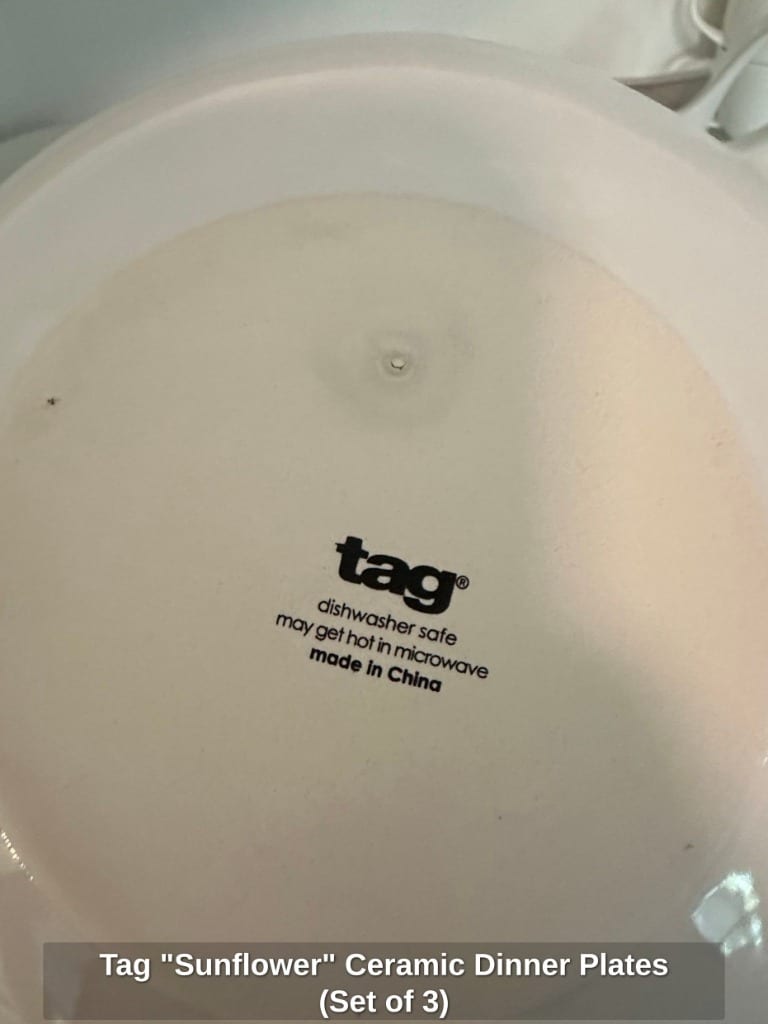 tag®
dishwasher safe
may get hot in microwave
made in China
Tag "Sunflower" Ceramic Dinner Plates
(Set of 3)